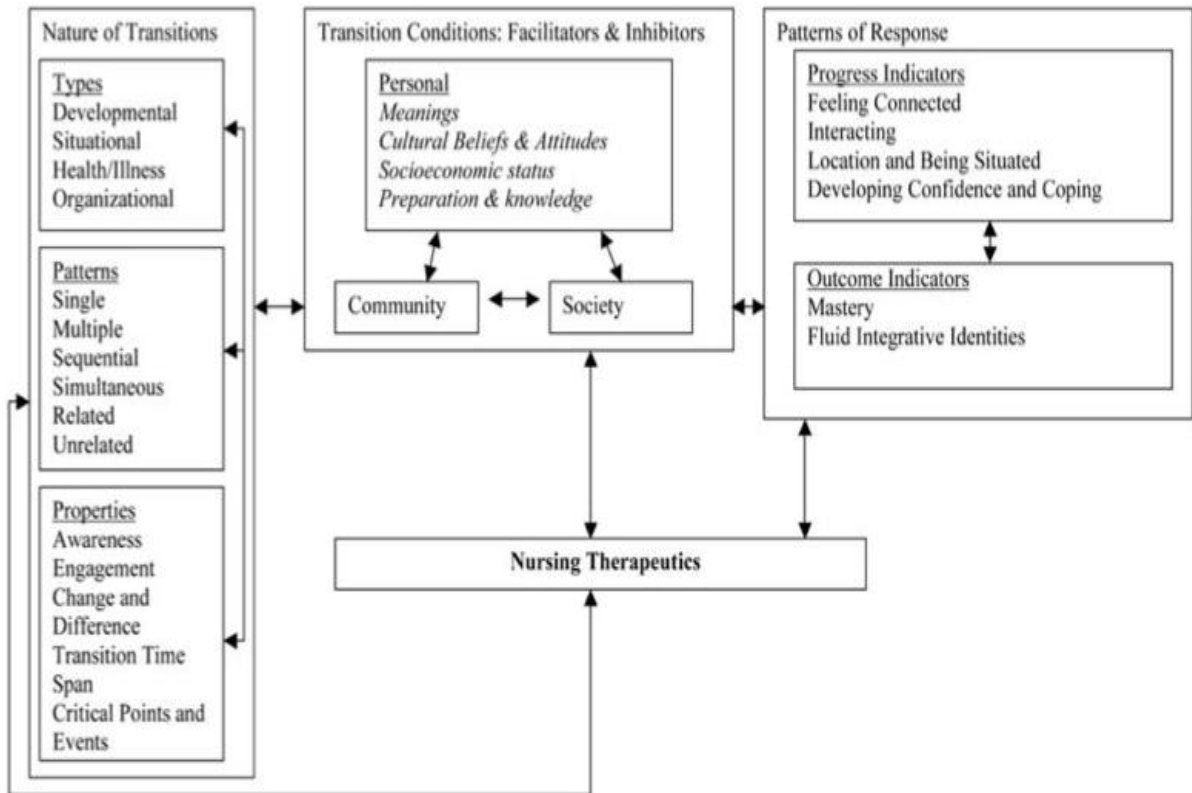 Nature of Transitions
Types
Developmental
Situational
Health/Illness
Organizational
Patterns
Single
Multiple
Sequential
Simultaneous
Related
Unrelated
Properties
Awareness
Engagement
Change and
Difference
Transition Time
Span
Critical Points and
Events
Transition Conditions: Facilitators & Inhibitors
Personal
Meanings
Cultural Beliefs & Attitudes
Socioeconomic status
Preparation & knowledge
Community
Society
Patterns of Response
Progress Indicators
Feeling Connected
Interacting
Location and Being Situated
Developing Confidence and Coping
Outcome Indicators
Mastery
Fluid Integrative Identities
Nursing Therapeutics